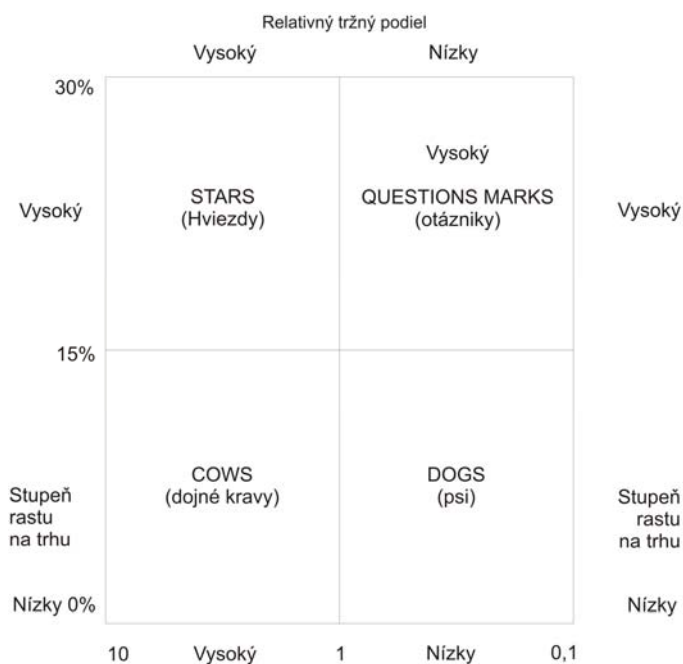 Relativný tržný podiel
Vysoký Nízky
30%
Vysoký
Vysoký STARS QUESTIONS MARKS Vysoký
(Hviezdy) (otázniky)
15%
COWS DOGS
(dojné kravy) (psi)
Stupeň Stupeň
rastu rastu
na trhu na trhu
Nízky 0% Nízky
10 Vysoký 1 Nízky 0,1